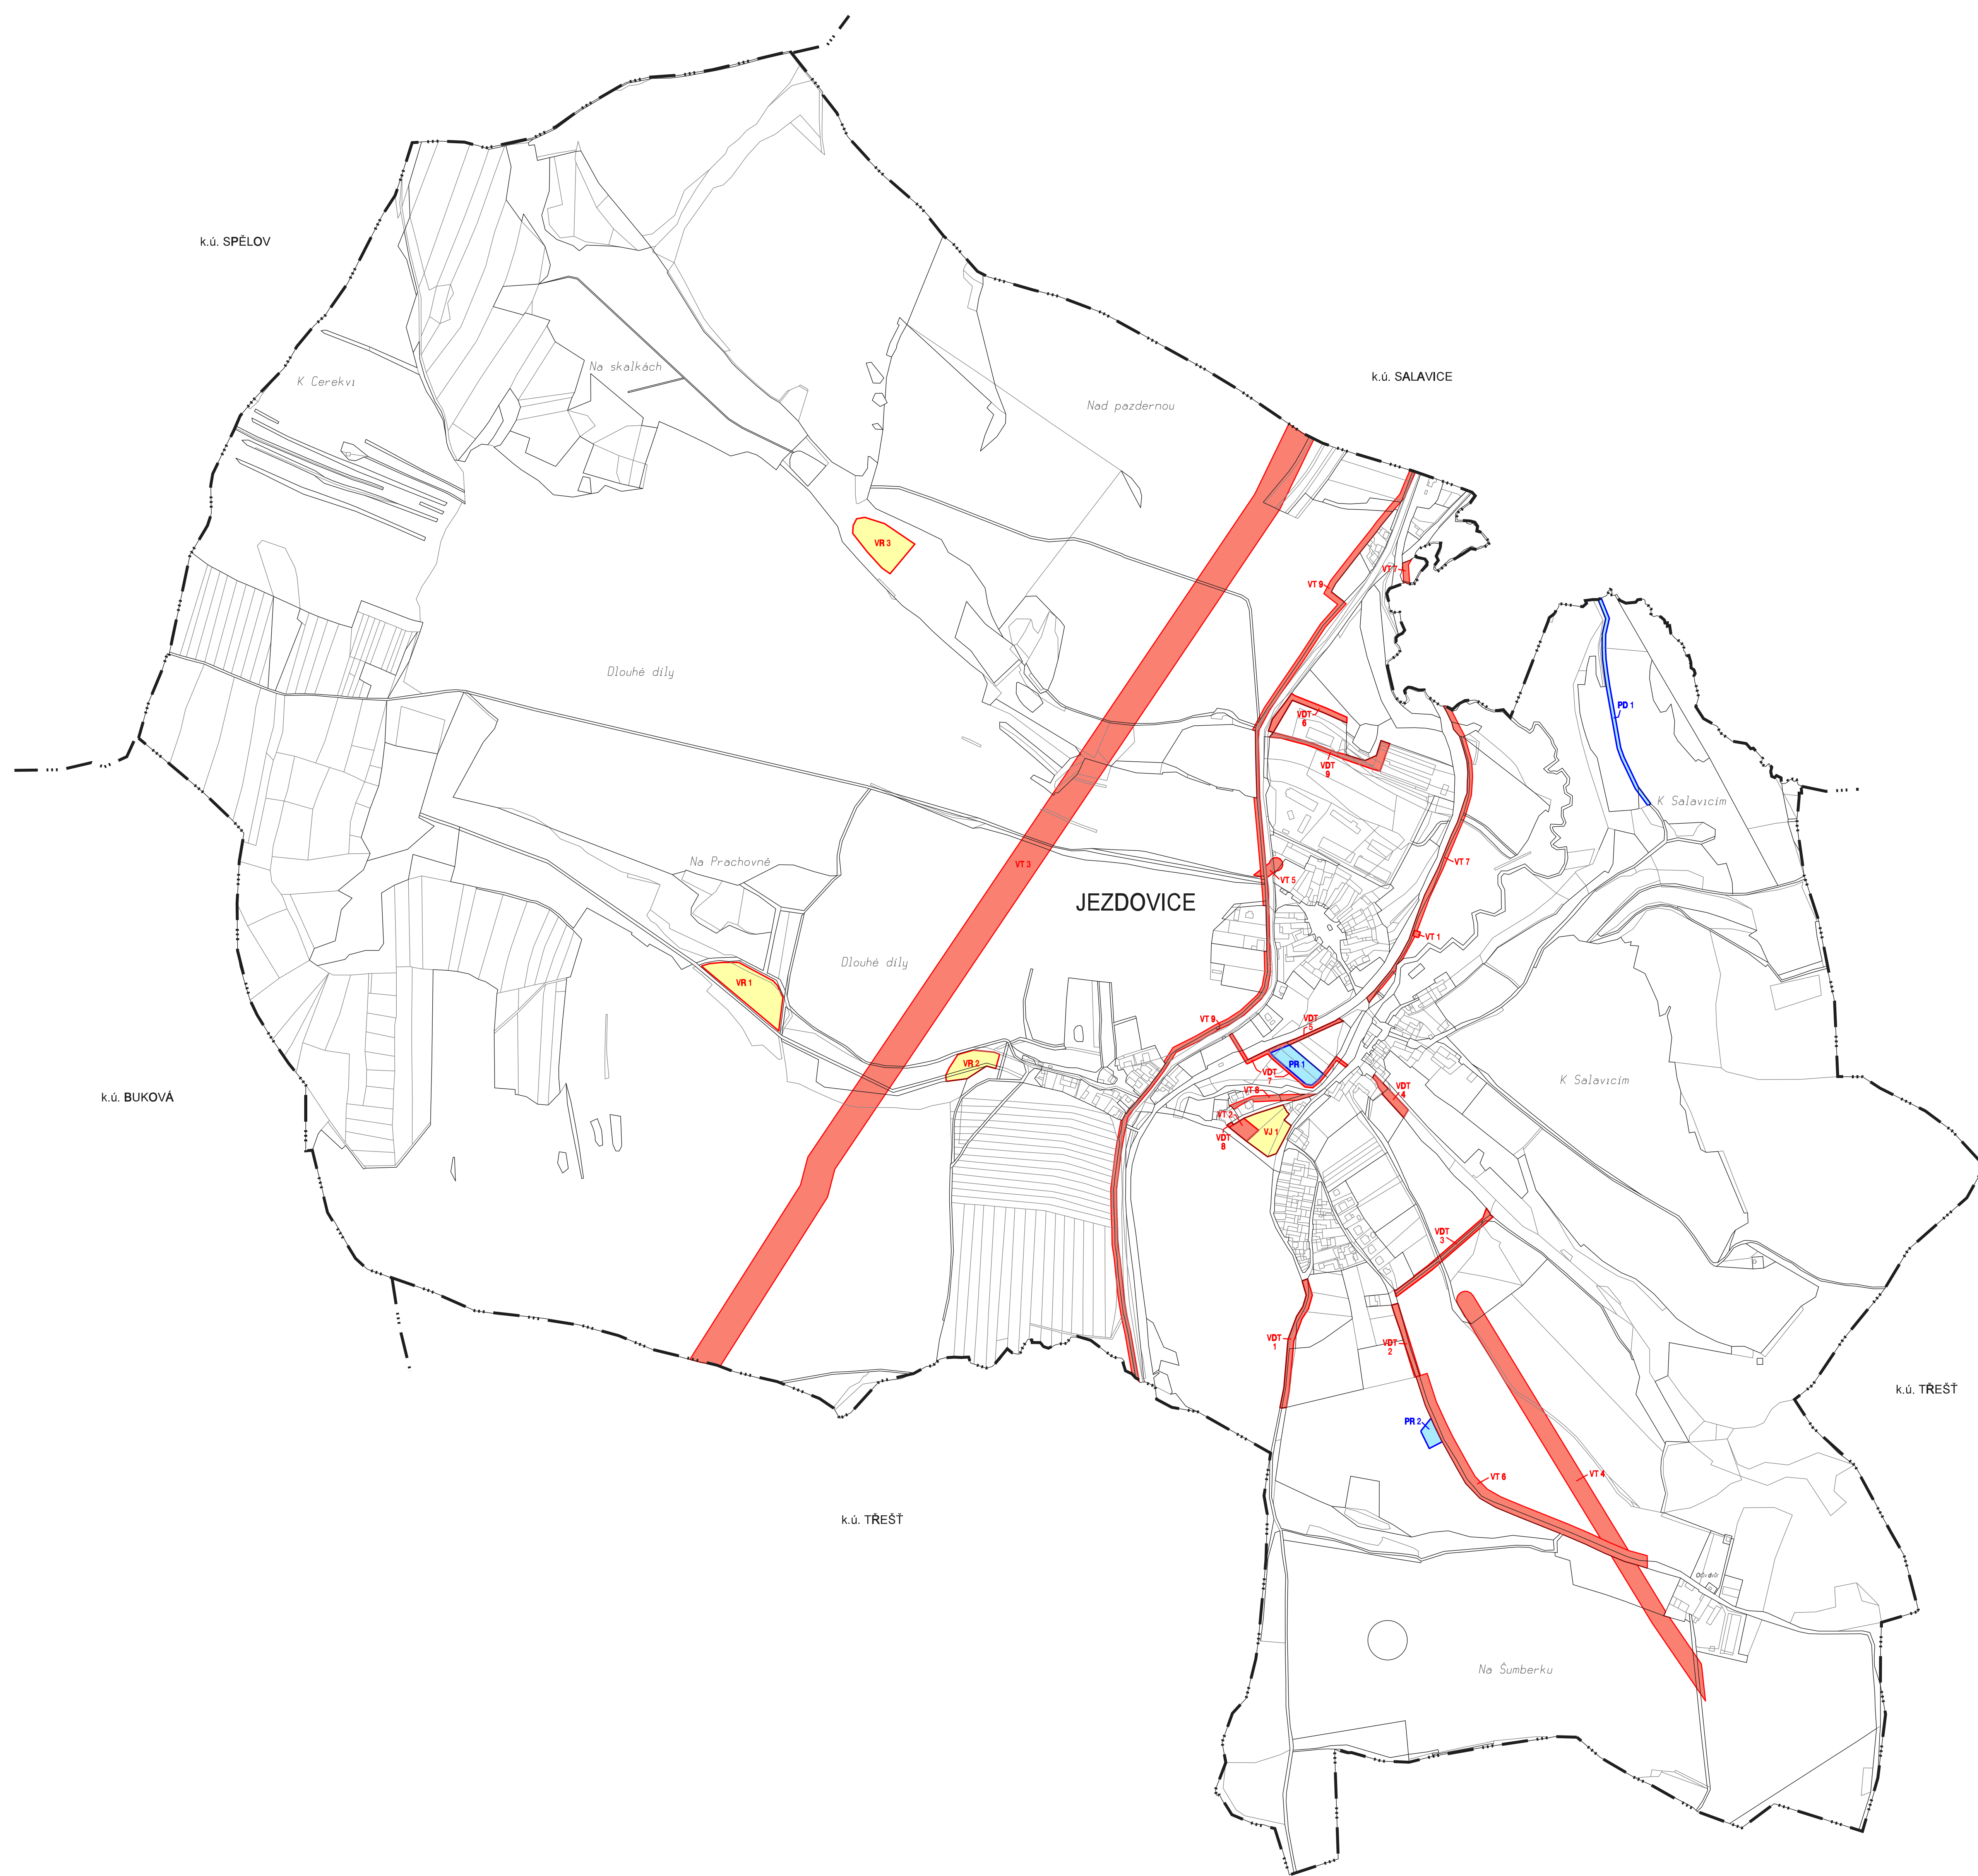 k.ú. SPĚLOV
K Cerekvi
Na skalkách
Nad pazdernou
k.ú. SALAVICE
VR 3
VT 9
VT 7
Dlouhé díly
VDT
6
VDT
9
PD 1
K Salavicím
Na Prachovně
VT 3
VT 5
VT 7
JEZDOVICE
VT 1
Dlouhé díly
VR 1
VT 9
VDT
5
PR 1
VR 2
VDT
7
VT 8
VDT
4
K Salavicím
k.ú. BUKOVÁ
VT 2
VJ 1
VDT
8
VDT
3
VDT
1
VDT
2
k.ú. TŘEŠŤ
PR 2
VT 6
VT 4
k.ú. TŘEŠŤ
Na Šumberku